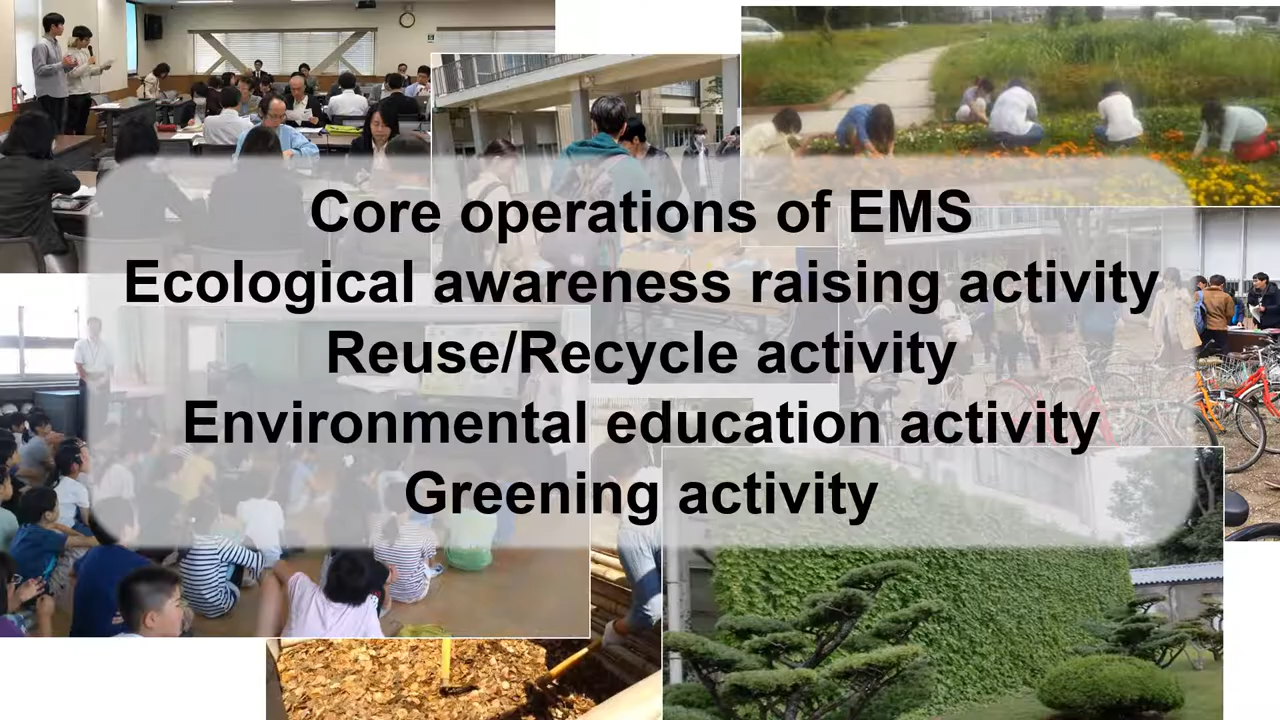 Core operations of EMS
Ecological awareness raising activity
Reuse/Recycle activity
Environmental education activity
Greening activity